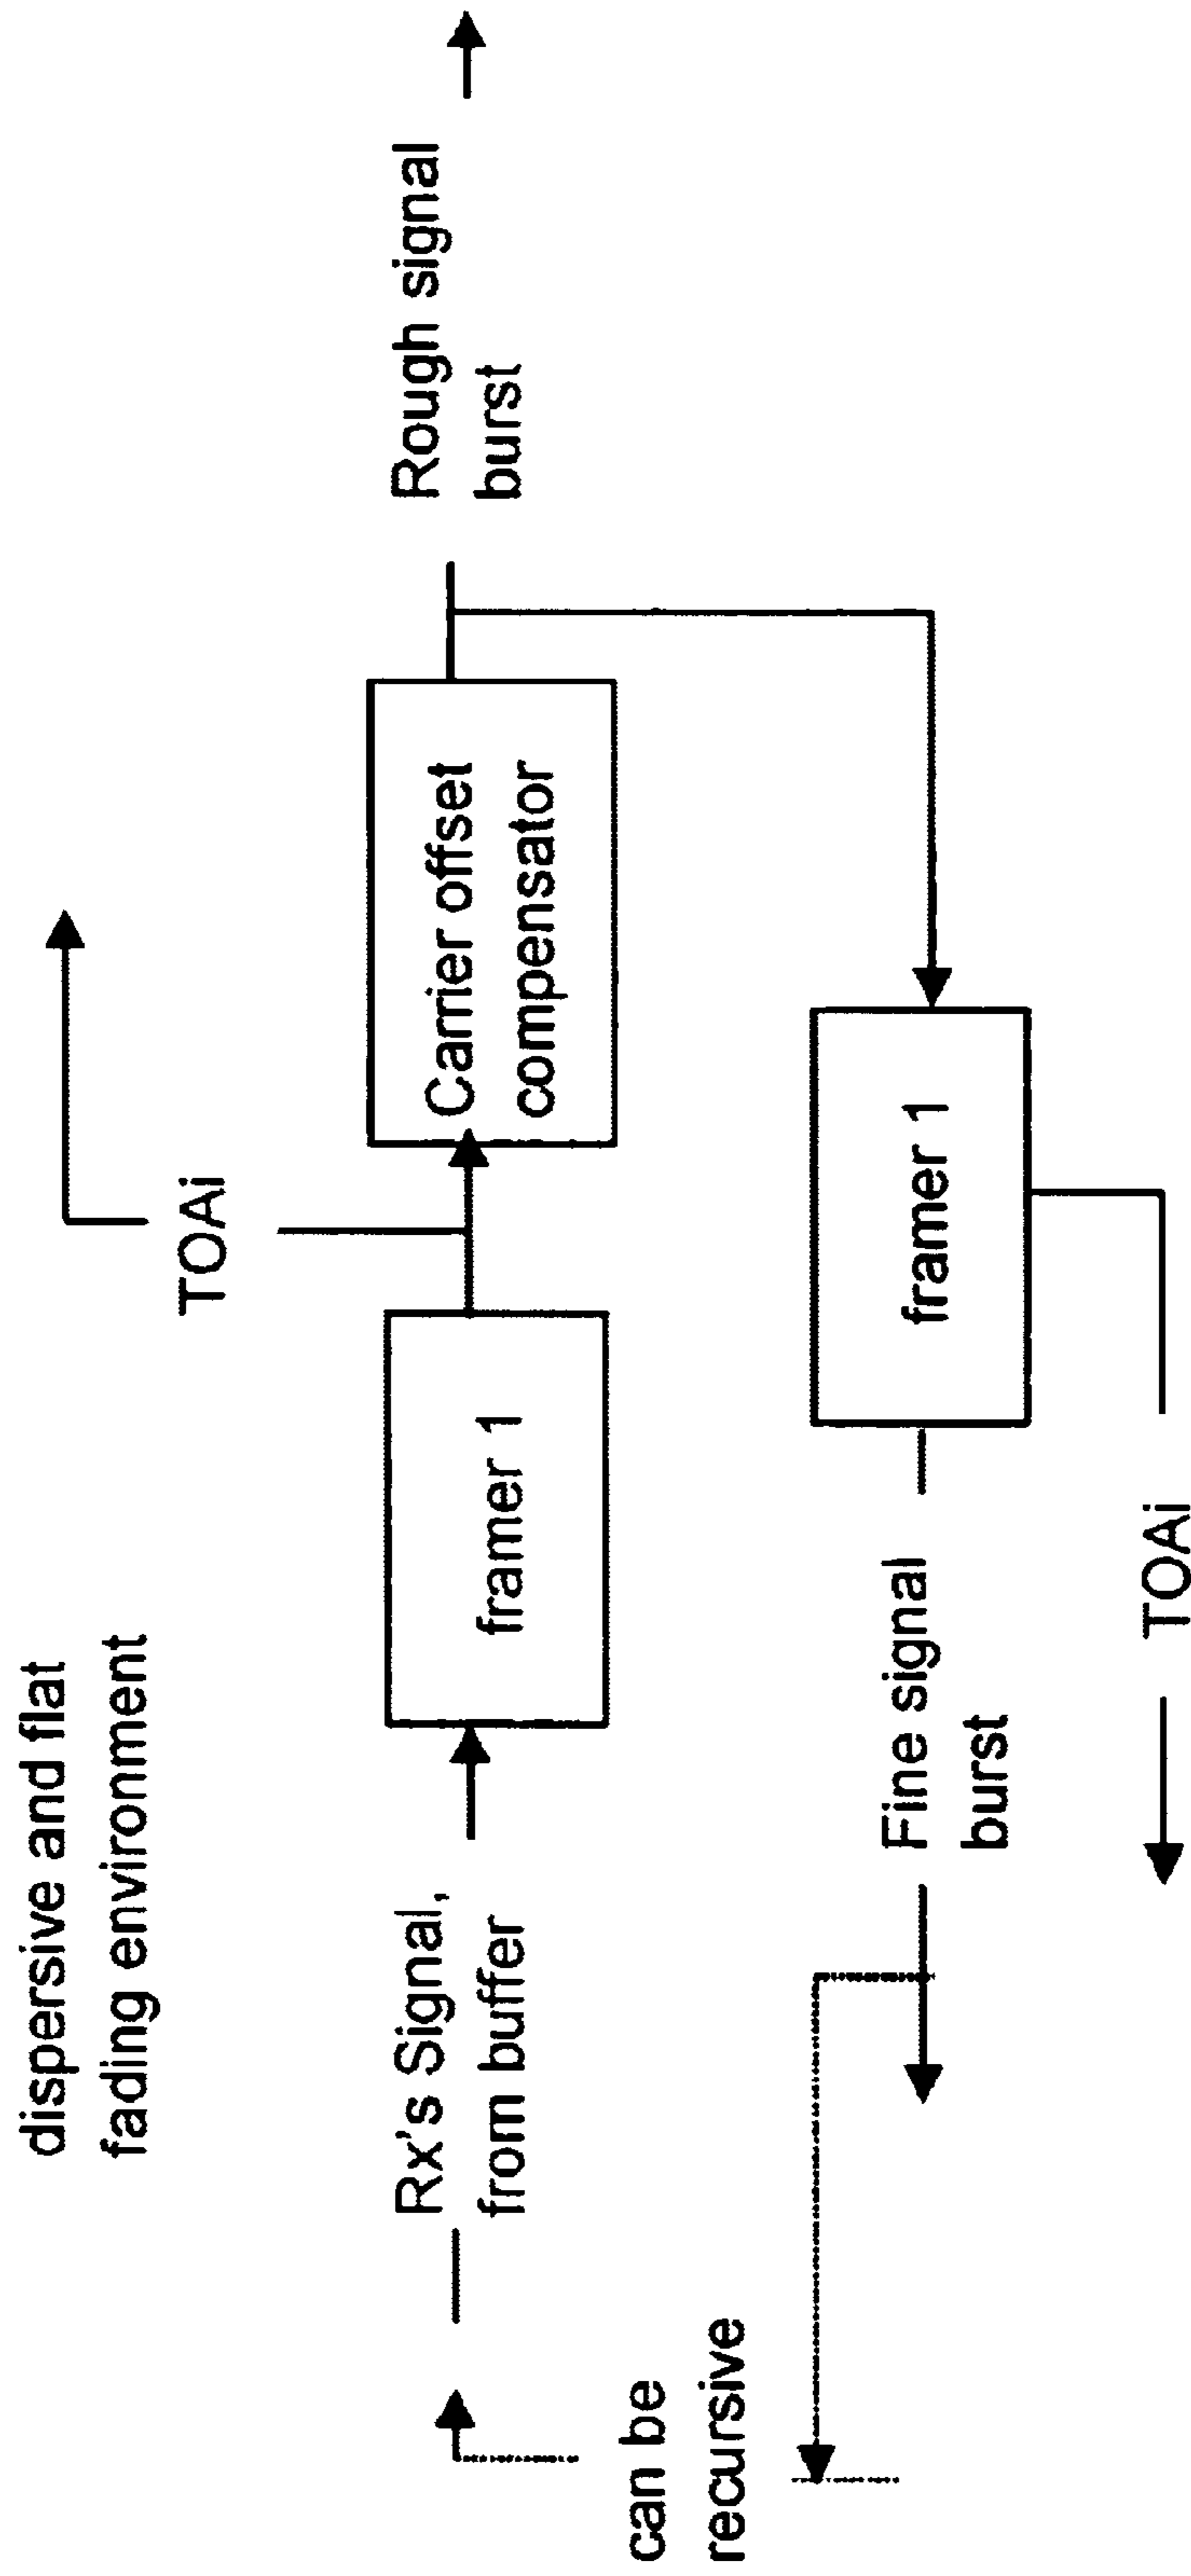 dispersive and flat
fading environment
TOAi
Rx's Signal,
from buffer
framer 1
Carrier offset
compensator
Rough signal
burst
can be
recursive
Fine signal
burst
framer 1
TOAi